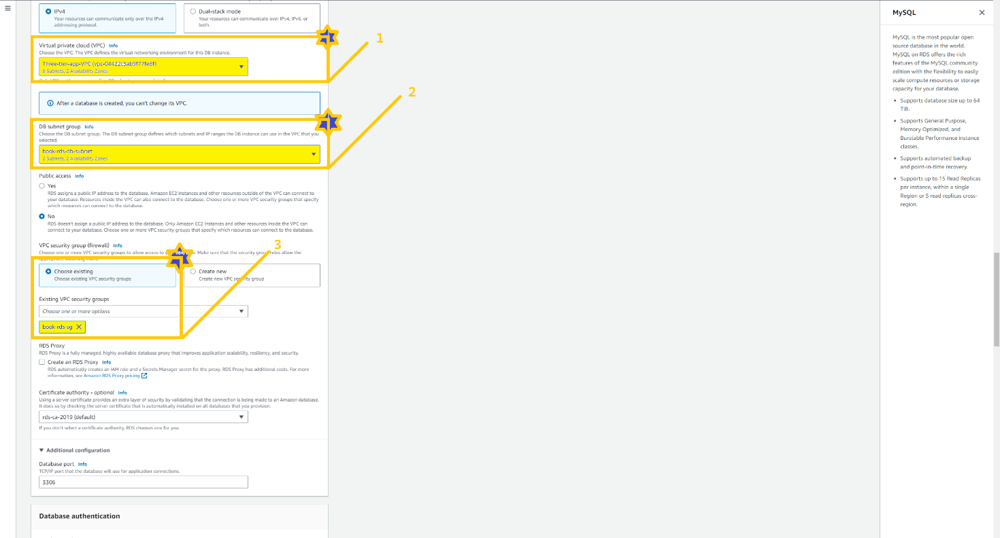 IPv4
Your resources can communicate only over the IPv4
addressing protocol.
Dual-stack mode
Your resources can communicate over IPv4, IPv6, or
both.
1
Virtual private cloud (VPC) Info
Choose the VPC. The VPC defines the virtual networking environment for this DB instance.
Three-tier-app-VPC (vpc-04422c5ab9f77fe8f)
8 Subnets, 2 Availability Zones
2
After a database is created, you can't change its VPC.
DB subnet group Info
Choose the DB subnet group. The DB subnet group defines which subnets and IP ranges the DB instance can use in the VPC that you
selected.
book-rds-db-subnet
2 Subnets, 2 Availability Zones
Public access Info
Yes
RDS assigns a public IP address to the database. Amazon EC2 instances and other resources outside of the VPC can connect to
your database. Resources inside the VPC can also connect to the database. Choose one or more VPC security groups that specify
which resources can connect to the database.
No
RDS doesn't assign a public IP address to the database. Only Amazon EC2 instances and other resources inside the VPC can
connect to your database. Choose one or more VPC security groups that specify which resources can connect to the database.
3
VPC security group (firewall) Info
Choose one or more VPC security groups to allow access to Make sure that the security group rules allow the
Choose existing
Choose existing VPC security groups
Create new
Create new VPC security group
Existing VPC security groups
Choose one or more options
book-rds-sg
RDS Proxy
RDS Proxy is a fully managed, highly available database proxy that improves application scalability, resiliency, and security.
Create an RDS Proxy Info
RDS automatically creates an IAM role and a Secrets Manager secret for the proxy. RDS Proxy has additional costs. For more
information, see Amazon RDS Proxy pricing
Certificate authority - optional Info
Using a server certificate provides an extra layer of security by validating that the connection is being made to an Amazon database.
It does so by checking the server certificate that is automatically installed on all databases that you provision.
rds-ca-2019 (default)
If you don't select a certificate authority, RDS chooses one for you.
Additional configuration
Database port Info
TCP/IP port that the database will use for application connections.
3306
Database authentication
MySQL
MySQL is the most popular open
source database in the world.
MySQL on RDS offers the rich
features of the MySQL community
edition with the flexibility to easily
scale compute resources or storage
capacity for your database.
Supports database size up to 64
TiB.
Supports General Purpose,
Memory Optimized, and
Burstable Performance instance
classes.
Supports automated backup
and point-in-time recovery.
Supports up to 15 Read Replicas
per instance, within a single
Region or 5 read replicas cross-
region.